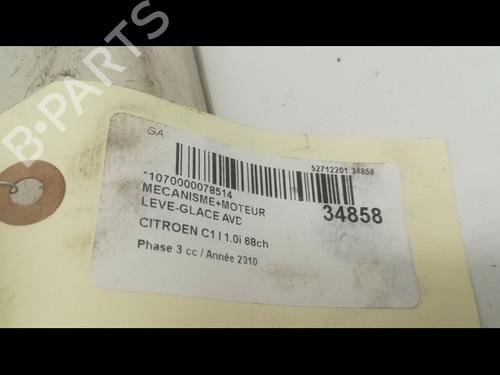 B-PARTS
GA
52712201 34858
*1070000078514
MECANISME+MOTEUR
LEVE-GLACE AVD
34858
CITROEN C1 I 1.0i 68ch
Phase 3 cc / Année 2010